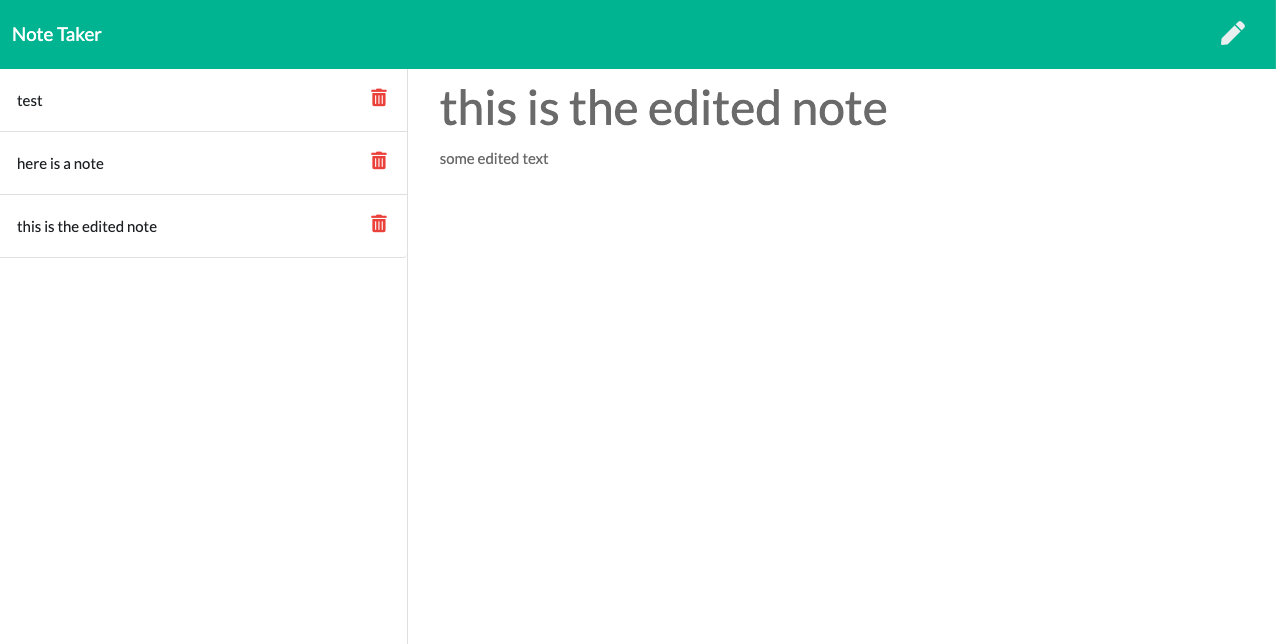 Note Taker
test
here is a note
this is the edited note
this is the edited note
some edited text